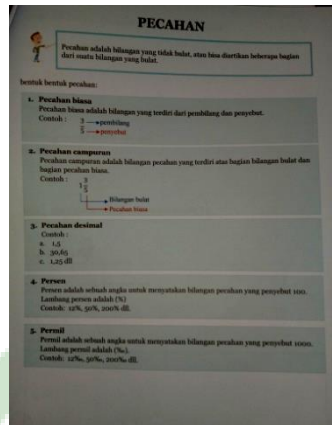 PECAHAN
Pecahan adalah bilangan yang tidak bulat, atau bisa diartikan beberapa bagian
dari suatu bilangan yang bulat.
bentuk bentuk pecahan:
1. Pecahan biasa
Pecahan biasa adalah bilangan yang terdiri dari pembilang dan penyebut.
Contoh : 3 pembilang
5 penyebut
2. Pecahan campuran
Pecahan campuran adalah bilangan pecahan yang terdiri atas bagian bilangan bulat dan
bagian pecahan biasa.
Contoh : 3
1
5
Bilangan bulat
Pecahan biasa
3. Pecahan desimal
Contoh :
a. 1,5
b. 30,65
c. 1,25 dll
4. Persen
Persen adalah sebuah angka untuk menyatakan bilangan pecahan yang penyebut 100.
Lambang persen adalah (%)
Contoh: 12%, 50%, 200% dll.
5. Permil
Permil adalah sebuah angka untuk menyatakan bilangan pecahan yang penyebut 1000.
Lambang permil adalah (‰).
Contoh: 12‰, 50‰, 200‰ dll.